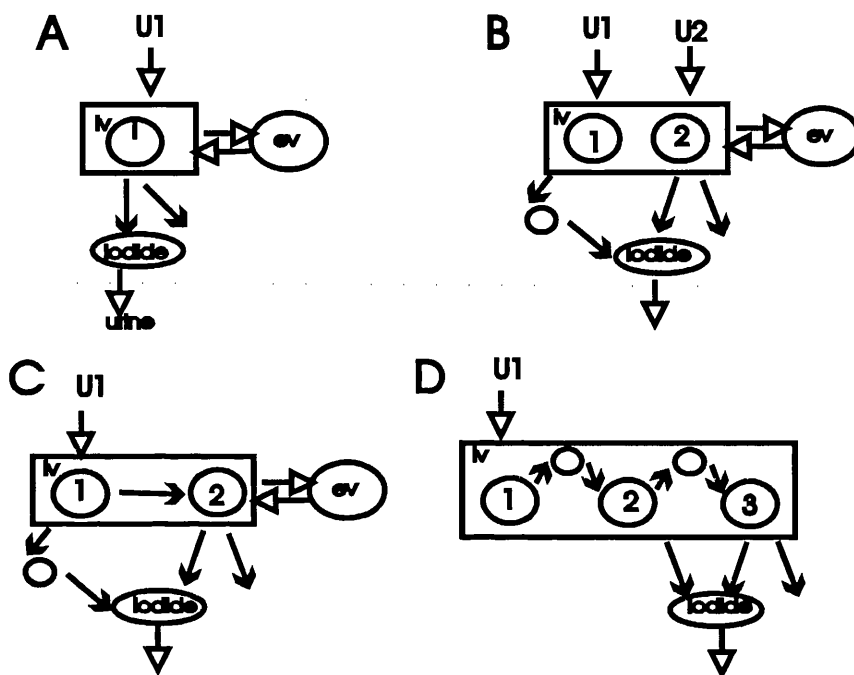 A U1
iv 1 ev
iodide
urine
B U1 U2
iv 1 2 ev
iodide
C U1
iv 1 2 ev
iodide
D U1
iv 1 2 3
iodide